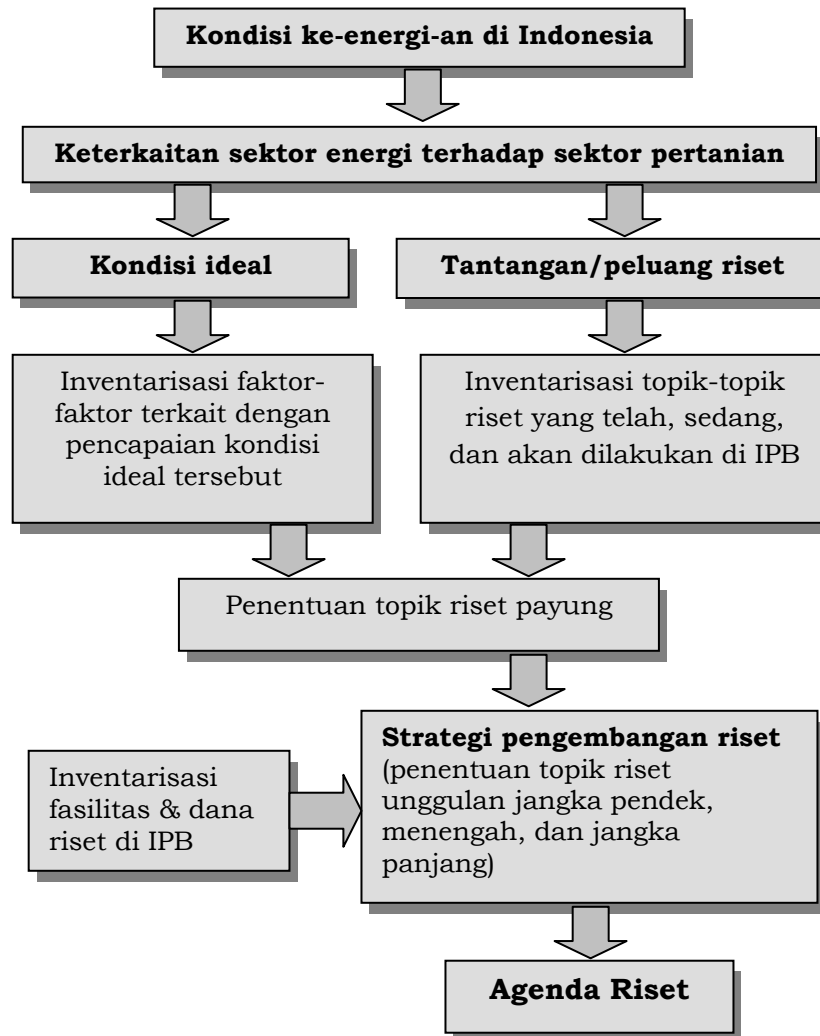 Kondisi ke-energi-an di Indonesia
Keterkaitan sektor energi terhadap sektor pertanian
Kondisi ideal
Tantangan/peluang riset
Inventarisasi faktor-
faktor terkait dengan
pencapaian kondisi
ideal tersebut
Inventarisasi topik-topik
riset yang telah, sedang,
dan akan dilakukan di IPB
Penentuan topik riset payung
Inventarisasi
fasilitas & dana
riset di IPB
Strategi pengembangan riset
(penentuan topik riset
unggulan jangka pendek,
menengah, dan jangka
panjang)
Agenda Riset